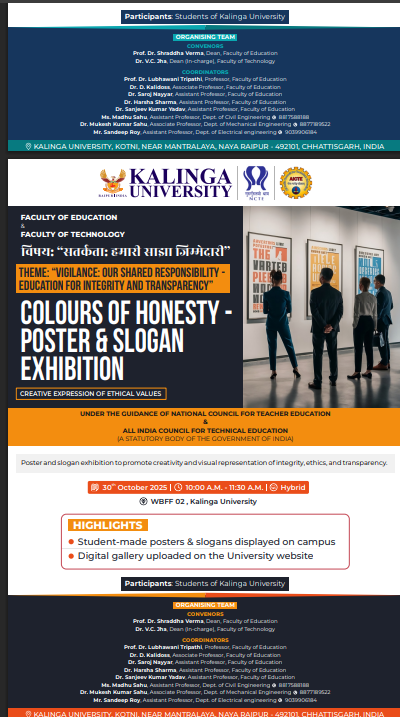 Participants: Students of Kalinga University
ORGANISING TEAM
CONVENORS
Prof. Dr. Shraddha Verma, Dean, Faculty of Education
Dr. V.C. Jha, Dean (In-charge), Faculty of Technology
COORDINATORS
Prof. Dr. Lubhawani Tripathi, Professor, Faculty of Education
Dr. D. Kalidoss, Associate Professor, Faculty of Education
Dr. Saroj Nayyar, Assistant Professor, Faculty of Education
Dr. Harsha Sharma, Assistant Professor, Faculty of Education
Dr. Sanjeev Kumar Yadav, Assistant Professor, Faculty of Education
Ms. Madhu Sahu, Assistant Professor, Dept. of Civil Engineering
Dr. Mukesh Kumar Sahu, Associate Professor, Dept. of Mechanical Engineering
Mr. Sandeep Roy, Assistant Professor, Dept. of Electrical engineering 9039906184
KALINGA UNIVERSITY, KOTNI, NEAR MANTRALAYA, NAYA RAIPUR - 492101, CHHATTISGARH, INDIA
KALINGA
UNIVERSITY
NCTE
AICTE
FACULTY OF EDUCATION
&
FACULTY OF TECHNOLOGY
विषय: “सतर्कता: हमारी साझा जिम्मेदारी”
THEME: “VIGILANCE: OUR SHARED RESPONSIBILITY -
EDUCATION FOR INTEGRITY AND TRANSPARENCY”
COLOURS OF HONESTY -
POSTER & SLOGAN
EXHIBITION
CREATIVE EXPRESSION OF ETHICAL VALUES
UNDER THE GUIDANCE OF NATIONAL COUNCIL FOR TEACHER EDUCATION
&
ALL INDIA COUNCIL FOR TECHNICAL EDUCATION
(A STATUTORY BODY OF THE GOVERNMENT OF INDIA)
Poster and slogan exhibition to promote creativity and visual representation of integrity, ethics, and transparency.
30th October 2025 | 10:00 A.M. - 11:30 A.M. | Hybrid
WBFF 02, Kalinga University
HIGHLIGHTS
Student-made posters & slogans displayed on campus
Digital gallery uploaded on the University website
Participants: Students of Kalinga University
ORGANISING TEAM
CONVENORS
Prof. Dr. Shraddha Verma, Dean, Faculty of Education
Dr. V.C. Jha, Dean (In-charge), Faculty of Technology
COORDINATORS
Prof. Dr. Lubhawani Tripathi, Professor, Faculty of Education
Dr. D. Kalidoss, Associate Professor, Faculty of Education
Dr. Saroj Nayyar, Assistant Professor, Faculty of Education
Dr. Harsha Sharma, Assistant Professor, Faculty of Education
Dr. Sanjeev Kumar Yadav, Assistant Professor, Faculty of Education
Ms. Madhu Sahu, Assistant Professor, Dept. of Civil Engineering
Dr. Mukesh Kumar Sahu, Associate Professor, Dept. of Mechanical Engineering
Mr. Sandeep Roy, Assistant Professor, Dept. of Electrical engineering 9039906184
KALINGA UNIVERSITY, KOTNI, NEAR MANTRALAYA, NAYA RAIPUR - 492101, CHHATTISGARH, INDIA